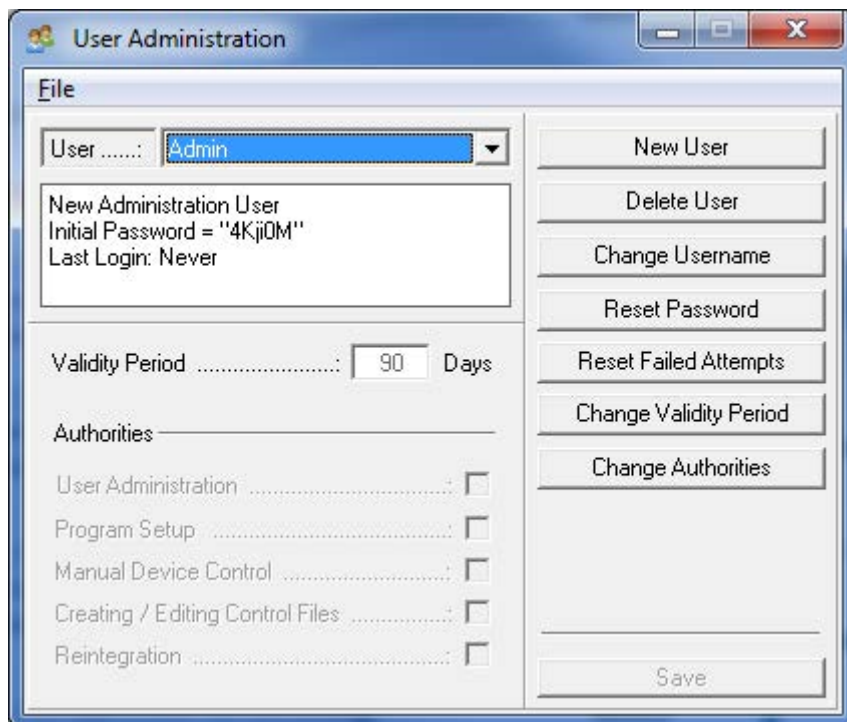 User Administration
File
User ......: Admin
New Administration User
Initial Password = "4Kji0M"
Last Login: Never
Validity Period .......................: 90 Days
Authorities
User Administration ..................................:
Program Setup ........................................:
Manual Device Control ...........................:
Creating / Editing Control Files .................:
Reintegration ..........................................:
New User
Delete User
Change Username
Reset Password
Reset Failed Attempts
Change Validity Period
Change Authorities
Save